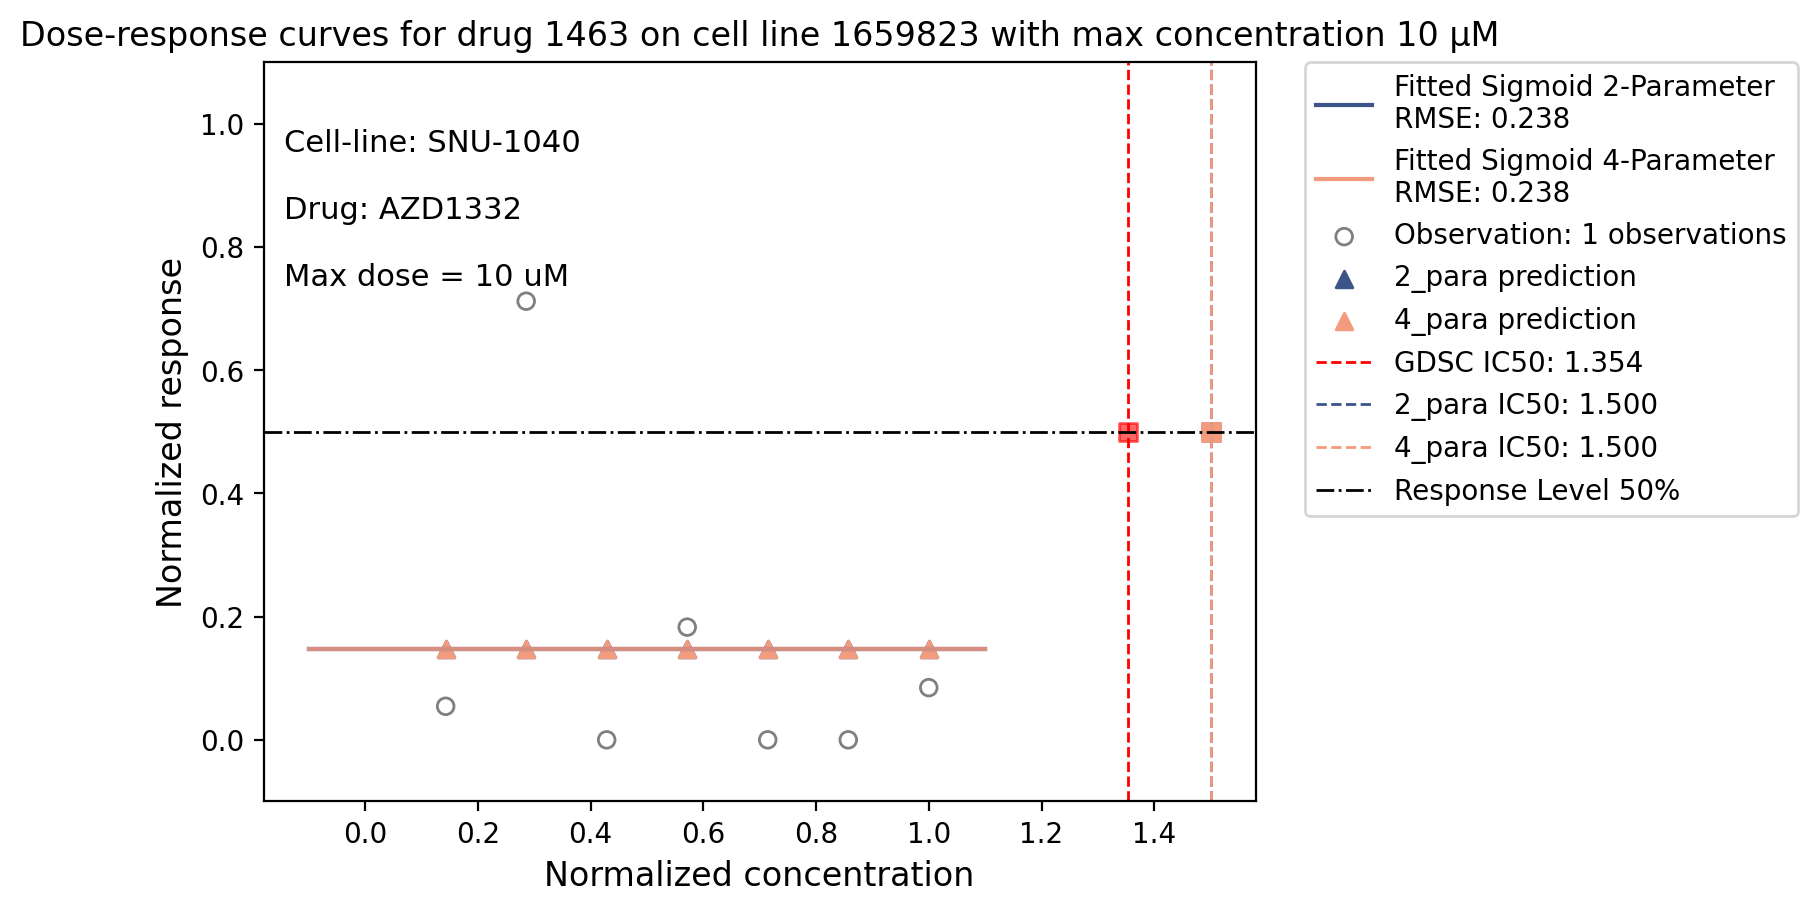 Dose-response curves for drug 1463 on cell line 1659823 with max concentration 10 µM
Cell-line: SNU-1040
Drug: AZD1332
Max dose = 10 uM
Normalized response
1.0
0.8
0.6
0.4
0.2
0.0
0.0 0.2 0.4 0.6 0.8 1.0 1.2 1.4
Normalized concentration
Fitted Sigmoid 2-Parameter
RMSE: 0.238
Fitted Sigmoid 4-Parameter
RMSE: 0.238
Observation: 1 observations
2_para prediction
4_para prediction
GDSC IC50: 1.354
2_para IC50: 1.500
4_para IC50: 1.500
Response Level 50%